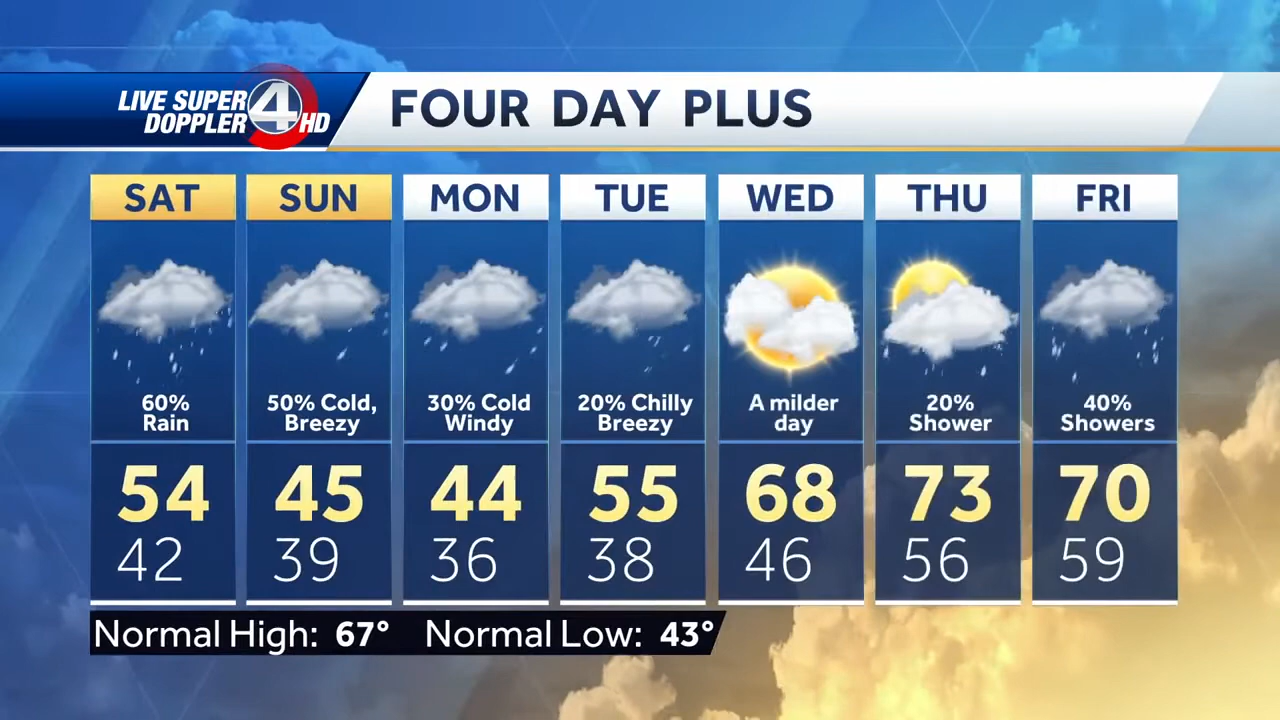 LIVE SUPER
DOPPLER 4 HD
FOUR DAY PLUS
SAT SUN MON TUE WED THU FRI
60% 50% Cold, 30% Cold 20% Chilly A milder 20% 40%
Rain Breezy Windy Breezy day Shower Showers
54 45 44 55 68 73 70
42 39 36 38 46 56 59
Normal High: 67° Normal Low: 43°